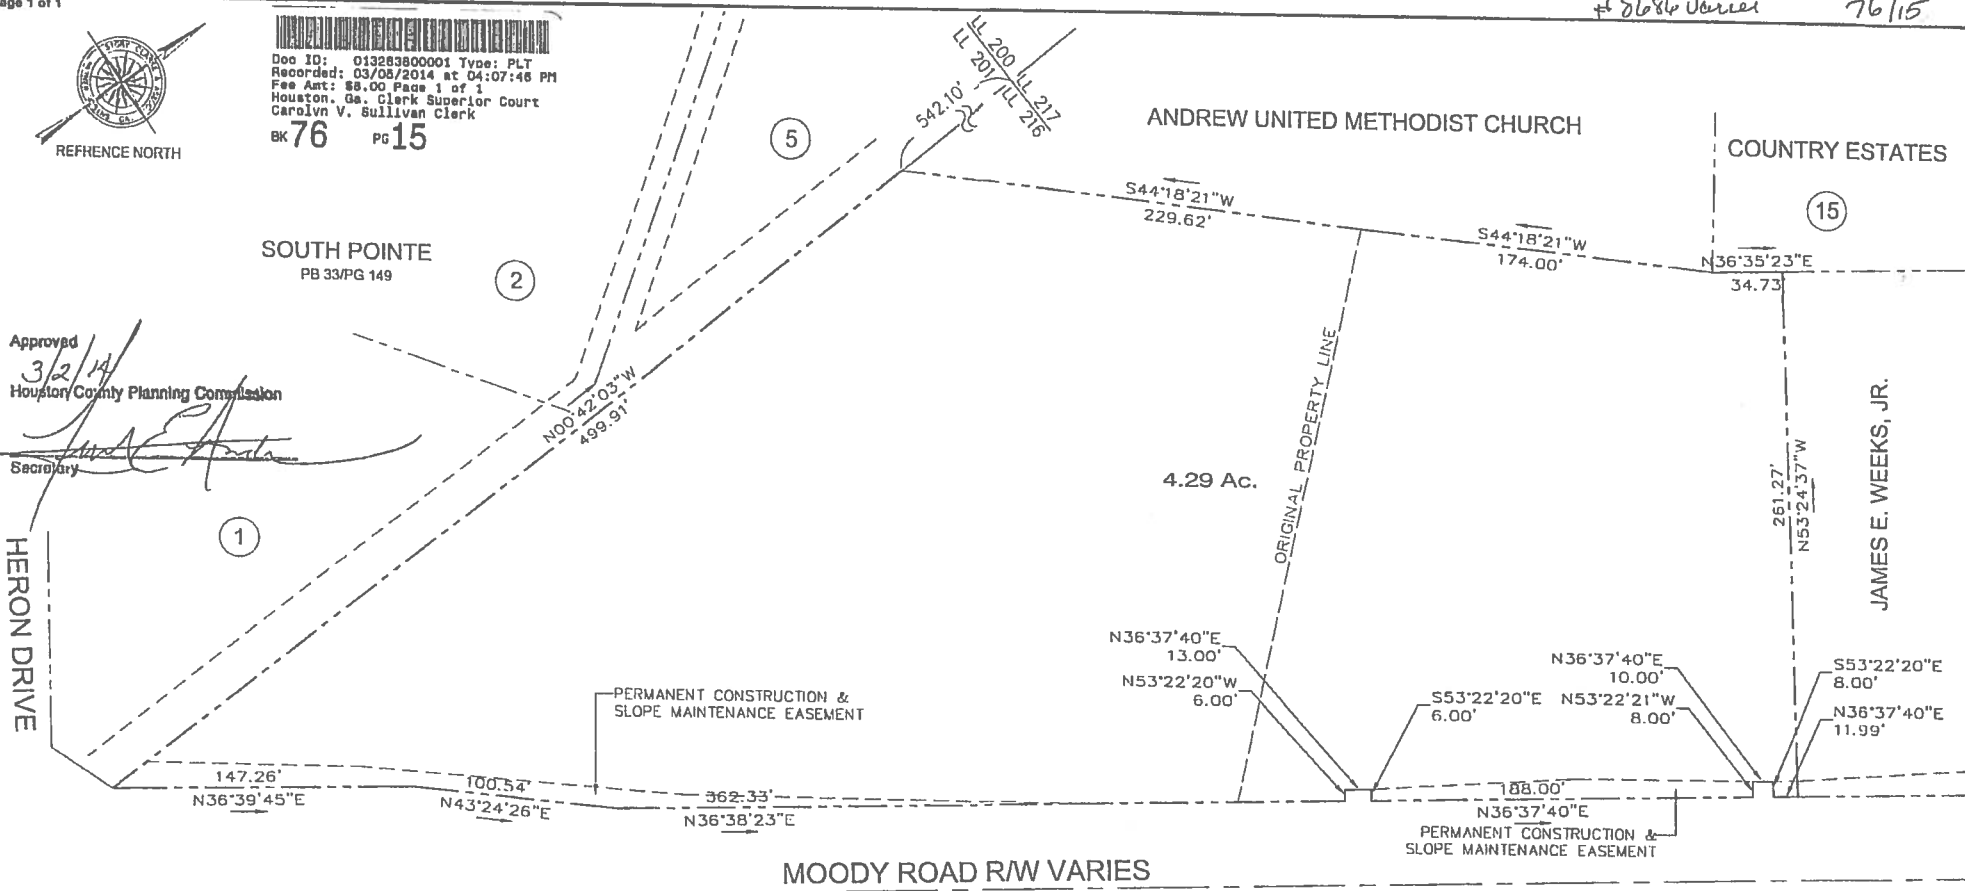 age 1 of 1
76/15
Doc ID: 013263800001 Type: PLT
Recorded: 03/06/2014 at 04:07:46 PM
Fee Amt: $8.00 Page 1 of 1
Houston, Ga. Clerk Superior Court
Carolyn V. Sullivan Clerk
BK 76 PG 15
REFRENCE NORTH
LL 200
LL 201
LL 217
LL 216
542.10'
5
ANDREW UNITED METHODIST CHURCH
COUNTRY ESTATES
15
S44°18'21"W
229.62'
S44°18'21"W
174.00'
N36°35'23"E
34.73
SOUTH POINTE
PB 33/PG 149
2
Approved
3/2/14
Houston County Planning Commission
Secretary
1
HERON DRIVE
N00°42'03"W
499.91'
4.29 Ac.
ORIGINAL PROPERTY LINE
261.27'
N53°24'37"W
JAMES E. WEEKS, JR.
N36°37'40"E
13.00'
N53°22'20"W
6.00'
S53°22'20"E
6.00'
N36°37'40"E
10.00'
N53°22'21"W
8.00'
S53°22'20"E
8.00'
N36°37'40"E
11.99'
PERMANENT CONSTRUCTION &
SLOPE MAINTENANCE EASEMENT
147.26'
N36°39'45"E
100.54'
N43°24'26"E
362.33'
N36°38'23"E
188.00'
N36°37'40"E
PERMANENT CONSTRUCTION &
SLOPE MAINTENANCE EASEMENT
MOODY ROAD R/W VARIES